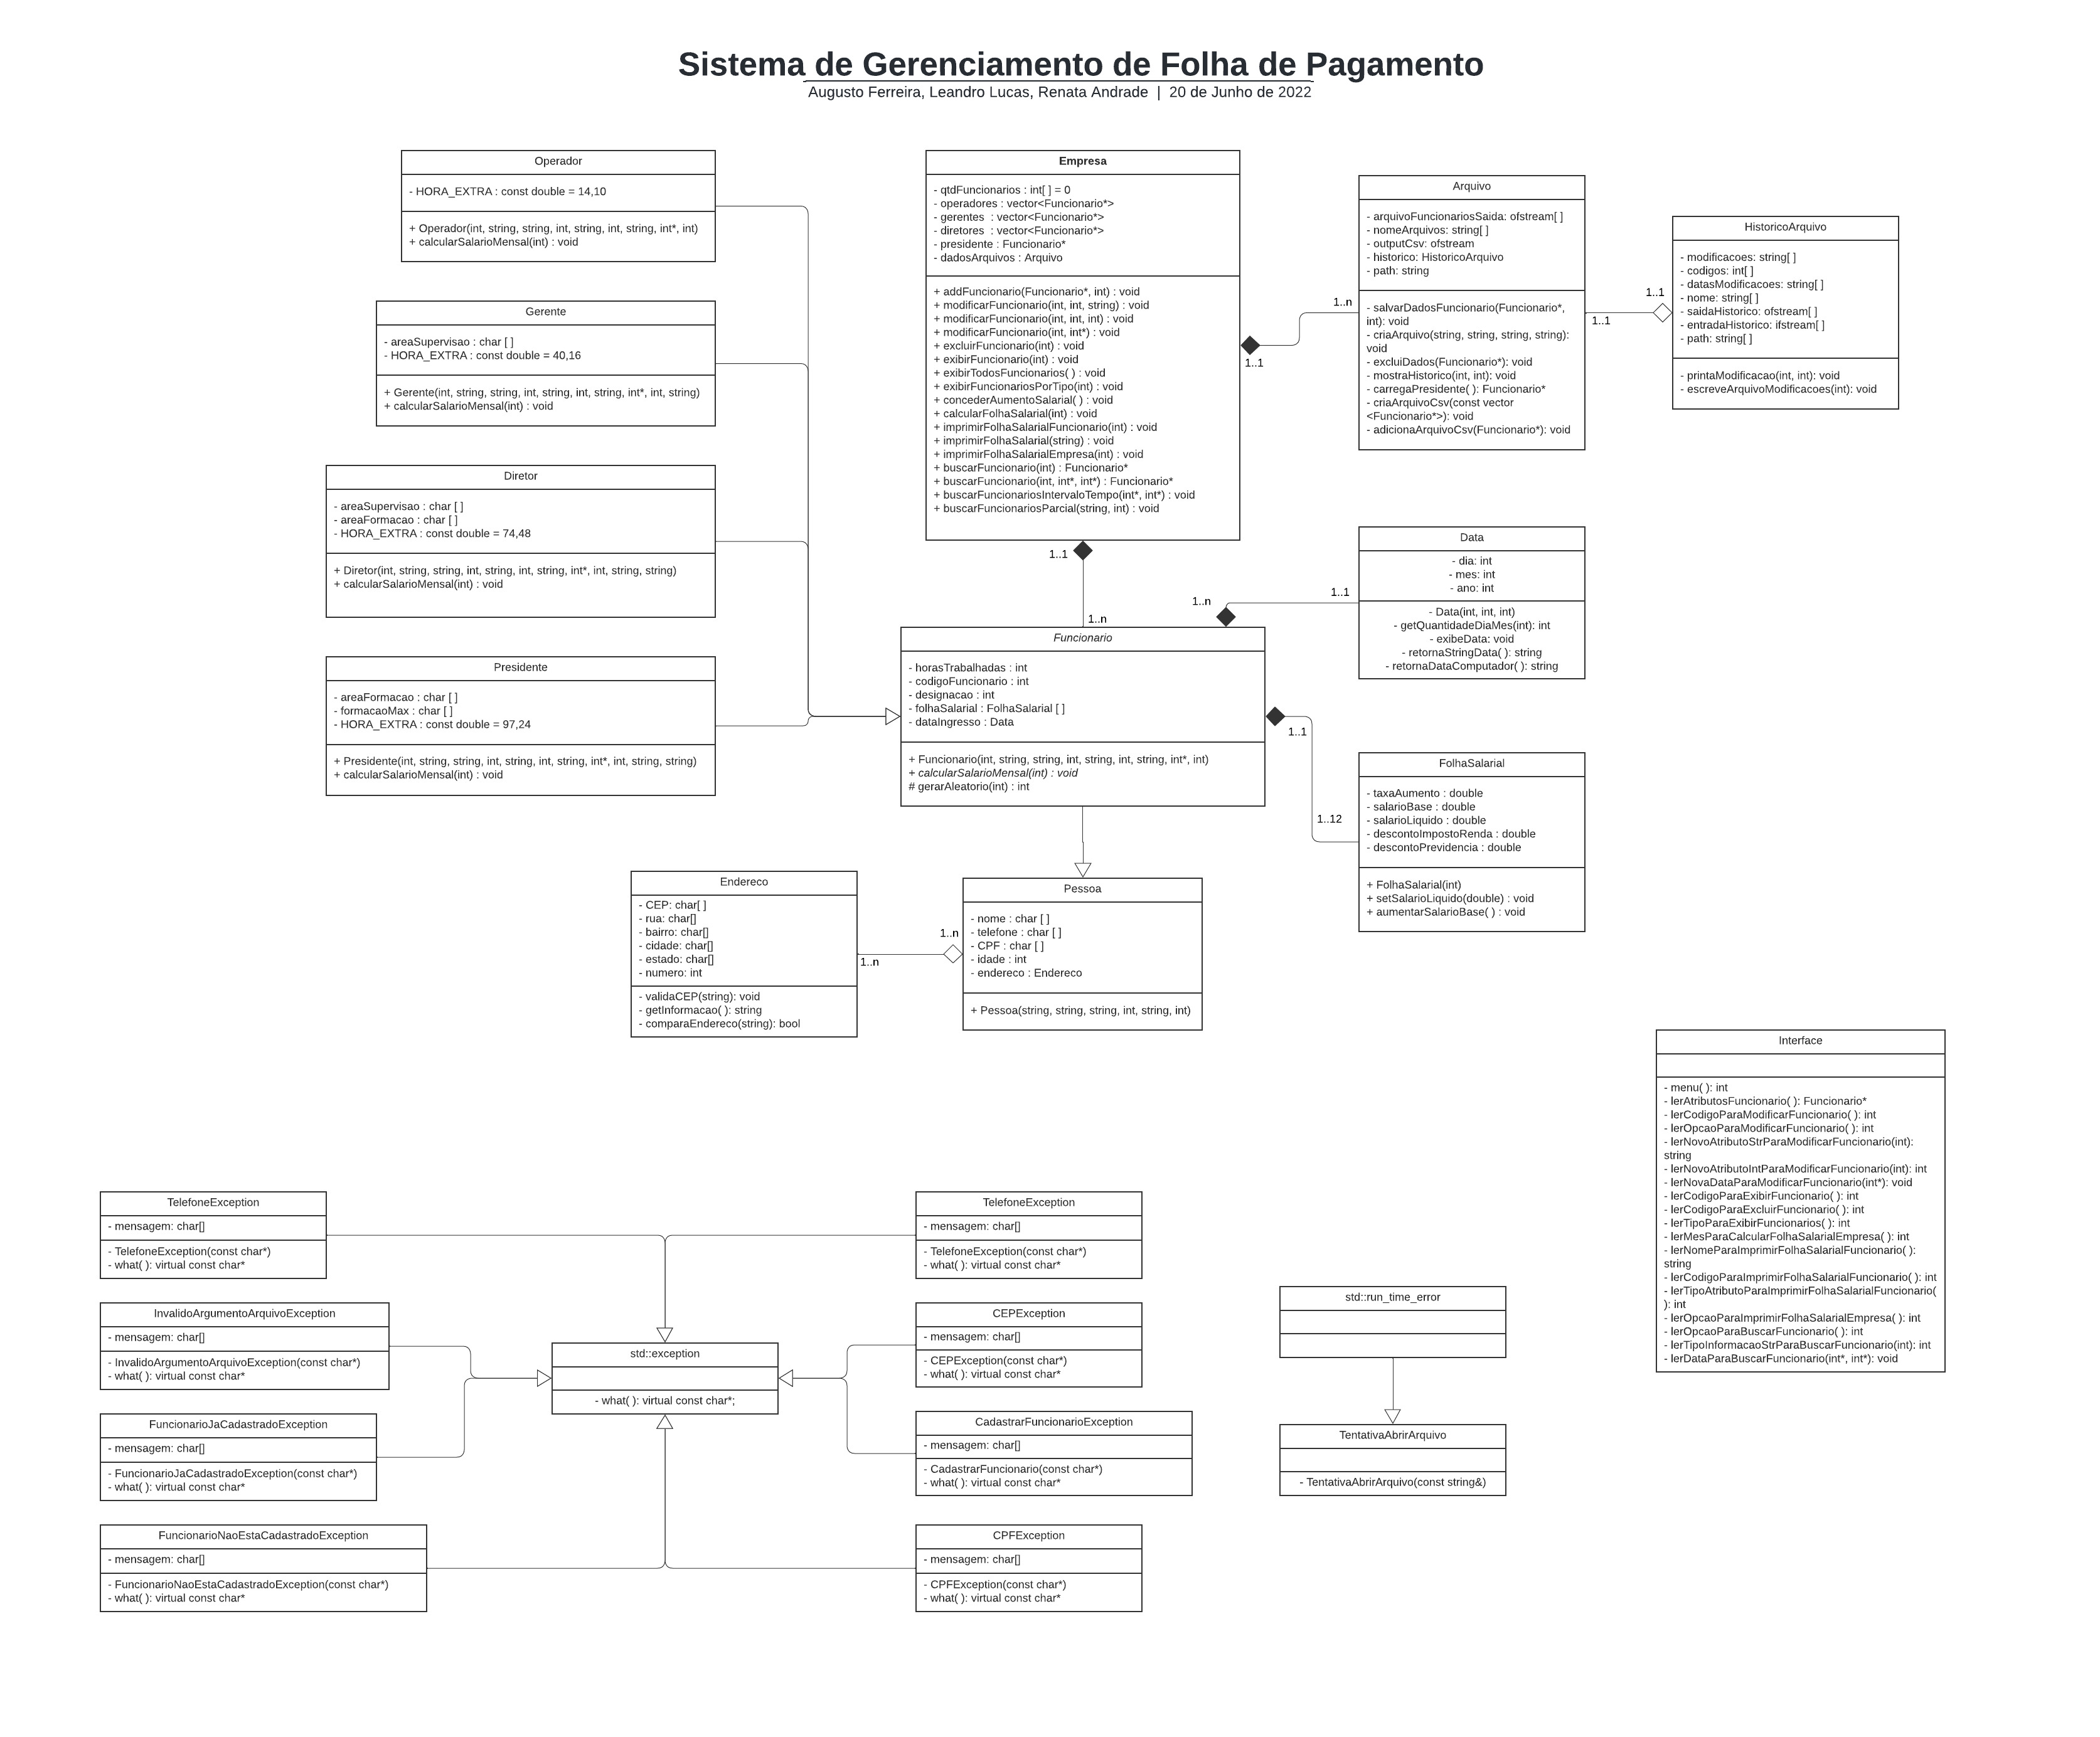 Sistema de Gerenciamento de Folha de Pagamento
Augusto Ferreira, Leandro Lucas, Renata Andrade | 20 de Junho de 2022
Operador
- HORA_EXTRA : const double = 14,10
+ Operador(int, string, string, int, string, int, string, int*, int)
+ calcularSalarioMensal(int) : void
Gerente
- areaSupervisao : char [ ]
- HORA_EXTRA : const double = 40,16
+ Gerente(int, string, string, int, string, int, string, int*, int, string)
+ calcularSalarioMensal(int) : void
Diretor
- areaSupervisao : char [ ]
- areaFormacao : char [ ]
- HORA_EXTRA : const double = 74,48
+ Diretor(int, string, string, int, string, int, string, int*, int, string, string)
+ calcularSalarioMensal(int) : void
Presidente
- areaFormacao : char [ ]
- formacaoMax : char [ ]
- HORA_EXTRA : const double = 97,24
+ Presidente(int, string, string, int, string, int, string, int*, int, string, string)
+ calcularSalarioMensal(int) : void
Empresa
- qtdFuncionarios : int[ ] = 0
- operadores : vector<Funcionario*>
- gerentes : vector<Funcionario*>
- diretores : vector<Funcionario*>
- presidente : Funcionario*
- dadosArquivos : Arquivo
+ addFuncionario(Funcionario*, int) : void
+ modificarFuncionario(int, int, string) : void
+ modificarFuncionario(int, int, int) : void
+ modificarFuncionario(int, int*) : void
+ excluirFuncionario(int) : void
+ exibirFuncionario(int) : void
+ exibirTodosFuncionarios( ) : void
+ exibirFuncionariosPorTipo(int) : void
+ concederAumentoSalarial( ) : void
+ calcularFolhaSalarial(int) : void
+ imprimirFolhaSalarialFuncionario(int) : void
+ imprimirFolhaSalarial(string) : void
+ imprimirFolhaSalarialEmpresa(int) : void
+ buscarFuncionario(int) : Funcionario*
+ buscarFuncionario(int, int*, int*) : Funcionario*
+ buscarFuncionariosIntervaloTempo(int*, int*) : void
+ buscarFuncionariosParcial(string, int) : void
1..1
1..n
Arquivo
- arquivoFuncionariosSaida: ofstream[ ]
- nomeArquivos: string[ ]
- outputCsv: ofstream
- historico: HistoricoArquivo
- path: string
- salvarDadosFuncionario(Funcionario*,
int): void
- criaArquivo(string, string, string, string):
void
- excluiDados(Funcionario*): void
- mostraHistorico(int, int): void
- carregaPresidente( ): Funcionario*
- criaArquivoCsv(const vector
<Funcionario*>): void
- adicionaArquivoCsv(Funcionario*): void
1..1
1..1
HistoricoArquivo
- modificacoes: string[ ]
- codigos: int[ ]
- datasModificacoes: string[ ]
- nome: string[ ]
- saidaHistorico: ofstream[ ]
- entradaHistorico: ifstream[ ]
- path: string[ ]
- printaModificacao(int, int): void
- escreveArquivoModificacoes(int): void
1..1
1..n
Funcionario
- horasTrabalhadas : int
- codigoFuncionario : int
- designacao : int
- folhaSalarial : FolhaSalarial [ ]
- dataIngresso : Data
+ Funcionario(int, string, string, int, string, int, string, int*, int)
+ calcularSalarioMensal(int) : void
# gerarAleatorio(int) : int
1..n
1..1
Data
- dia: int
- mes: int
- ano: int
- Data(int, int, int)
- getQuantidadeDiaMes(int): int
- exibeData: void
- retornaStringData( ): string
- retornaDataComputador( ): string
1..1
1..12
FolhaSalarial
- taxaAumento : double
- salarioBase : double
- salarioLiquido : double
- descontoImpostoRenda : double
- descontoPrevidencia : double
+ FolhaSalarial(int)
+ setSalarioLiquido(double) : void
+ aumentarSalarioBase( ) : void
Endereco
- CEP: char[ ]
- rua: char[]
- bairro: char[]
- cidade: char[]
- estado: char[]
- numero: int
- validaCEP(string): void
- getInformacao( ): string
- comparaEndereco(string): bool
1..n
1..n
Pessoa
- nome : char [ ]
- telefone : char [ ]
- CPF : char [ ]
- idade : int
- endereco : Endereco
+ Pessoa(string, string, string, int, string, int)
Interface
- menu( ): int
- lerAtributosFuncionario( ): Funcionario*
- lerCodigoParaModificarFuncionario( ): int
- lerOpcaoParaModificarFuncionario( ): int
- lerNovoAtributoStrParaModificarFuncionario(int):
string
- lerNovoAtributoIntParaModificarFuncionario(int): int
- lerNovaDataParaModificarFuncionario(int*): void
- lerCodigoParaExibirFuncionario( ): int
- lerCodigoParaExcluirFuncionario( ): int
- lerTipoParaExibirFuncionarios( ): int
- lerMesParaCalcularFolhaSalarialEmpresa( ): int
- lerNomeParaImprimirFolhaSalarialFuncionario( ):
string
- lerCodigoParaImprimirFolhaSalarialFuncionario( ): int
- lerTipoAtributoParaImprimirFolhaSalarialFuncionario(
): int
- lerOpcaoParaImprimirFolhaSalarialEmpresa( ): int
- lerOpcaoParaBuscarFuncionario( ): int
- lerTipoInformacaoStrParaBuscarFuncionario(int): int
- lerDataParaBuscarFuncionario(int*, int*): void
TelefoneException
- mensagem: char[]
- TelefoneException(const char*)
- what( ): virtual const char*
InvalidoArgumentoArquivoException
- mensagem: char[]
- InvalidoArgumentoArquivoException(const char*)
- what( ): virtual const char*
FuncionarioJaCadastradoException
- mensagem: char[]
- FuncionarioJaCadastradoException(const char*)
- what( ): virtual const char*
FuncionarioNaoEstaCadastradoException
- mensagem: char[]
- FuncionarioNaoEstaCadastradoException(const char*)
- what( ): virtual const char*
std::exception
- what( ): virtual const char*;
TelefoneException
- mensagem: char[]
- TelefoneException(const char*)
- what( ): virtual const char*
CEPException
- mensagem: char[]
- CEPException(const char*)
- what( ): virtual const char*
CadastrarFuncionarioException
- mensagem: char[]
- CadastrarFuncionario(const char*)
- what( ): virtual const char*
CPFException
- mensagem: char[]
- CPFException(const char*)
- what( ): virtual const char*
std::run_time_error
TentativaAbrirArquivo
- TentativaAbrirArquivo(const string&)